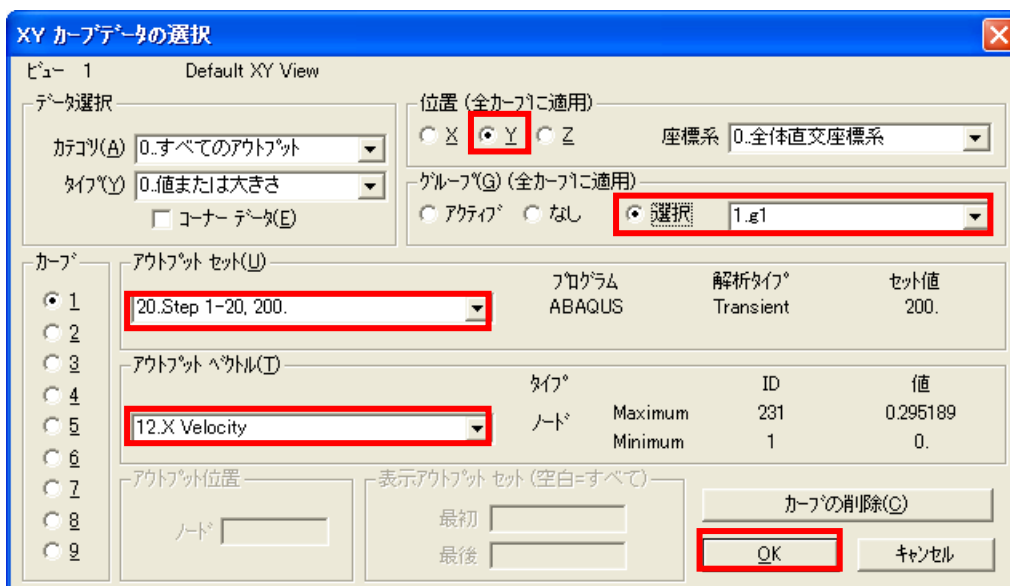 XY カーブデータの選択
ビュー 1 Default XY View
データ選択
カテゴリ(A) 0..すべてのアウトプット
タイプ(Y) 0..値または大きさ
コーナー データ(E)
位置 (全カーブに適用)
X Y Z 座標系 0..全体直交座標系
グループ(G) (全カーブに適用)
アクティブ なし 選択 1..g1
カーブ
1
2
3
4
5
6
7
8
9
アウトプット セット(U)
20..Step 1-20, 200.
プログラム 解析タイプ セット値
ABAQUS Transient 200.
アウトプット ベクトル(T)
12..X Velocity
タイプ ID 値
ノード Maximum 231 0.295189
Minimum 1 0.
アウトプット位置
ノード
表示アウトプット セット (空白=すべて)
最初
最後
カーブの削除(C)
OK キャンセル